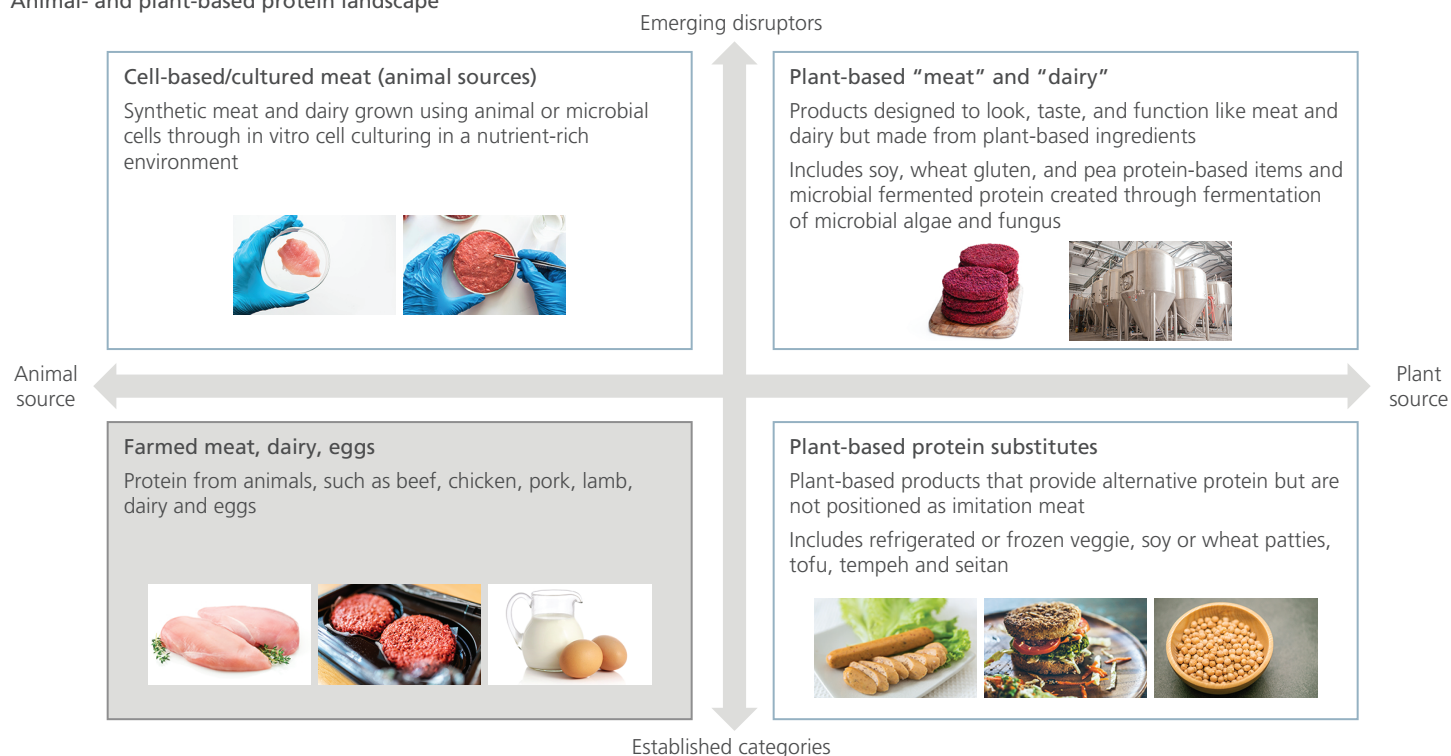 Animal- and plant-based protein landscape
Emerging disruptors
Cell-based/cultured meat (animal sources)
Synthetic meat and dairy grown using animal or microbial
cells through in vitro cell culturing in a nutrient-rich
environment
Plant-based “meat” and “dairy”
Products designed to look, taste, and function like meat and
dairy but made from plant-based ingredients
Includes soy, wheat gluten, and pea protein-based items and
microbial fermented protein created through fermentation
of microbial algae and fungus
Animal
source
Plant
source
Farmed meat, dairy, eggs
Protein from animals, such as beef, chicken, pork, lamb,
dairy and eggs
Plant-based protein substitutes
Plant-based products that provide alternative protein but are
not positioned as imitation meat
Includes refrigerated or frozen veggie, soy or wheat patties,
tofu, tempeh and seitan
Established categories